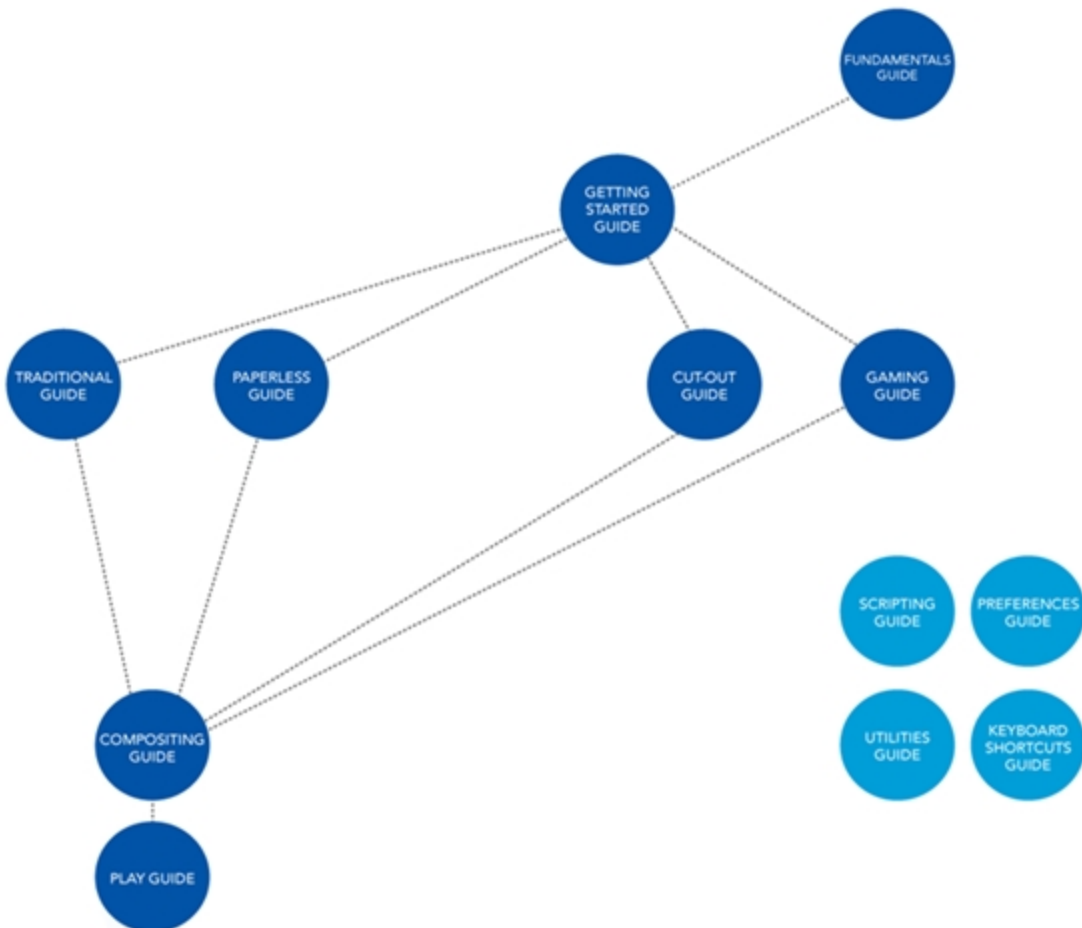 FUNDAMENTALS
GUIDE
GETTING
STARTED
GUIDE
TRADITIONAL
GUIDE
PAPERLESS
GUIDE
CUT-OUT
GUIDE
GAMING
GUIDE
SCRIPTING
GUIDE
PREFERENCES
GUIDE
COMPOSITING
GUIDE
UTILITIES
GUIDE
KEYBOARD
SHORTCUTS
GUIDE
PLAY GUIDE